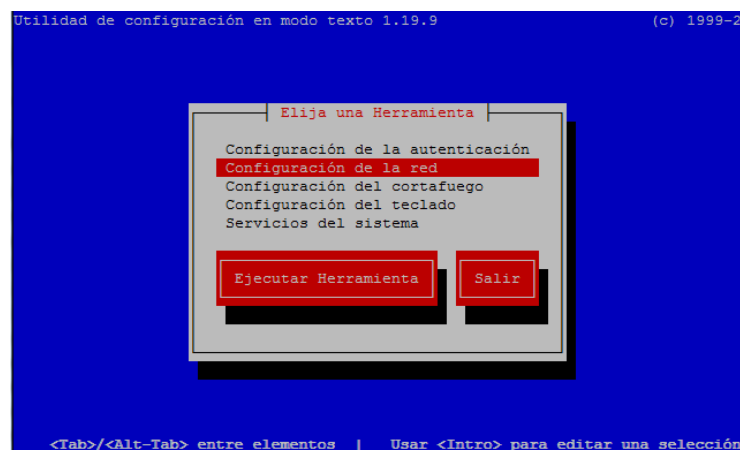 Utilidad de configuración en modo texto 1.19.9 (c) 1999-2
Elija una Herramienta
Configuración de la autenticación
Configuración de la red
Configuración del cortafuego
Configuración del teclado
Servicios del sistema
Ejecutar Herramienta Salir
<Tab>/<Alt-Tab> entre elementos | Usar <Intro> para editar una selección